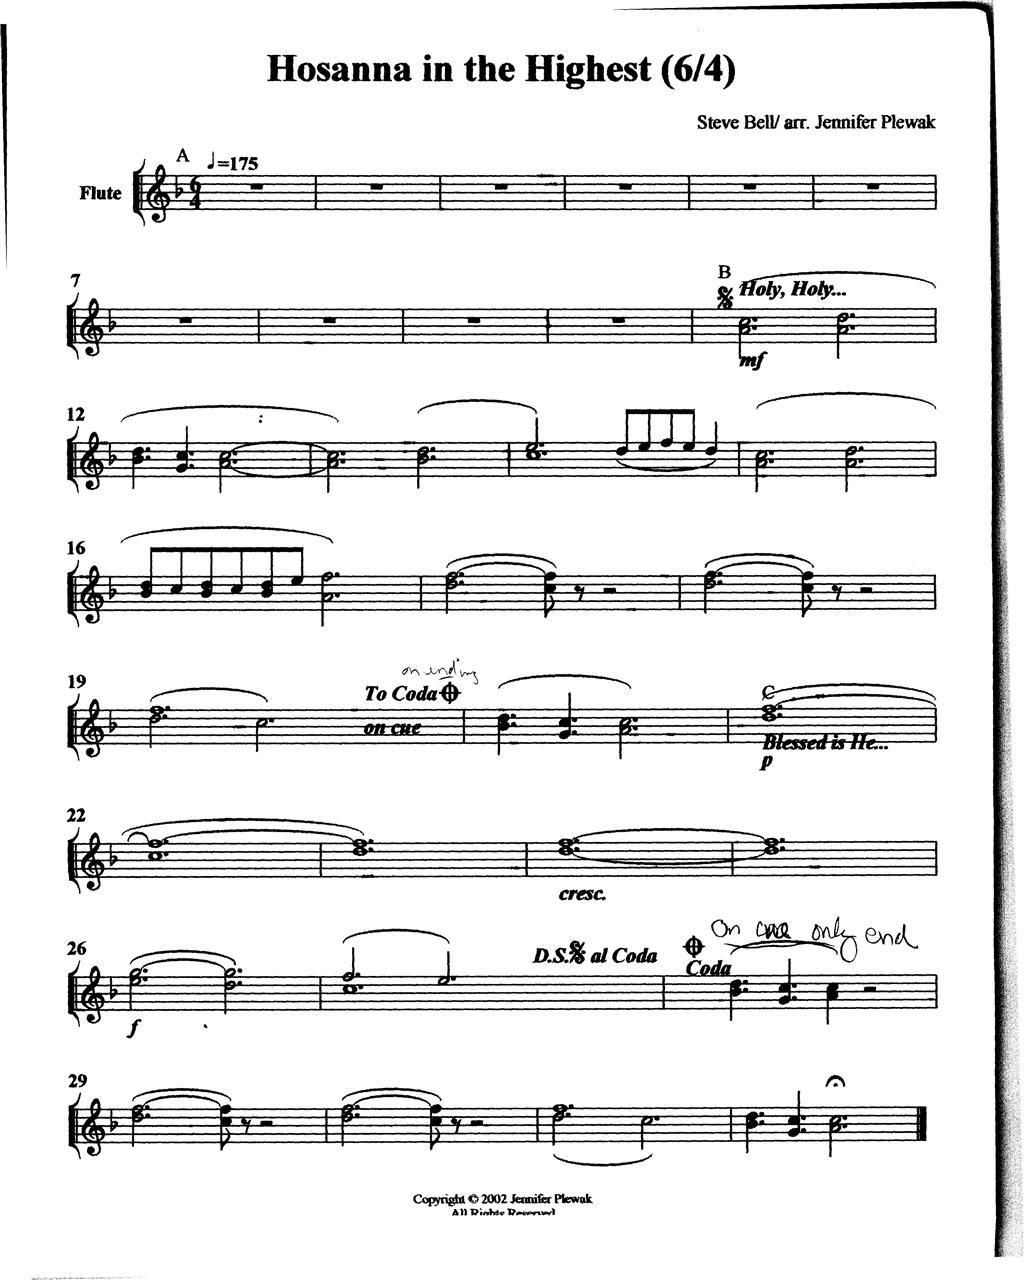 Hosanna in the Highest (6/4)
Steve Bell/ arr. Jennifer Plewak
A
♩=175
Flute
6
4
7
B
Holy, Holy...
mf
12
16
on ending
19
To Coda
on cue
C
Blessed is He...
p
22
cresc.
on cue only end
26
D.S. al Coda
Coda
f
29
Copyright © 2002 Jennifer Plewak
All Rights Reserved